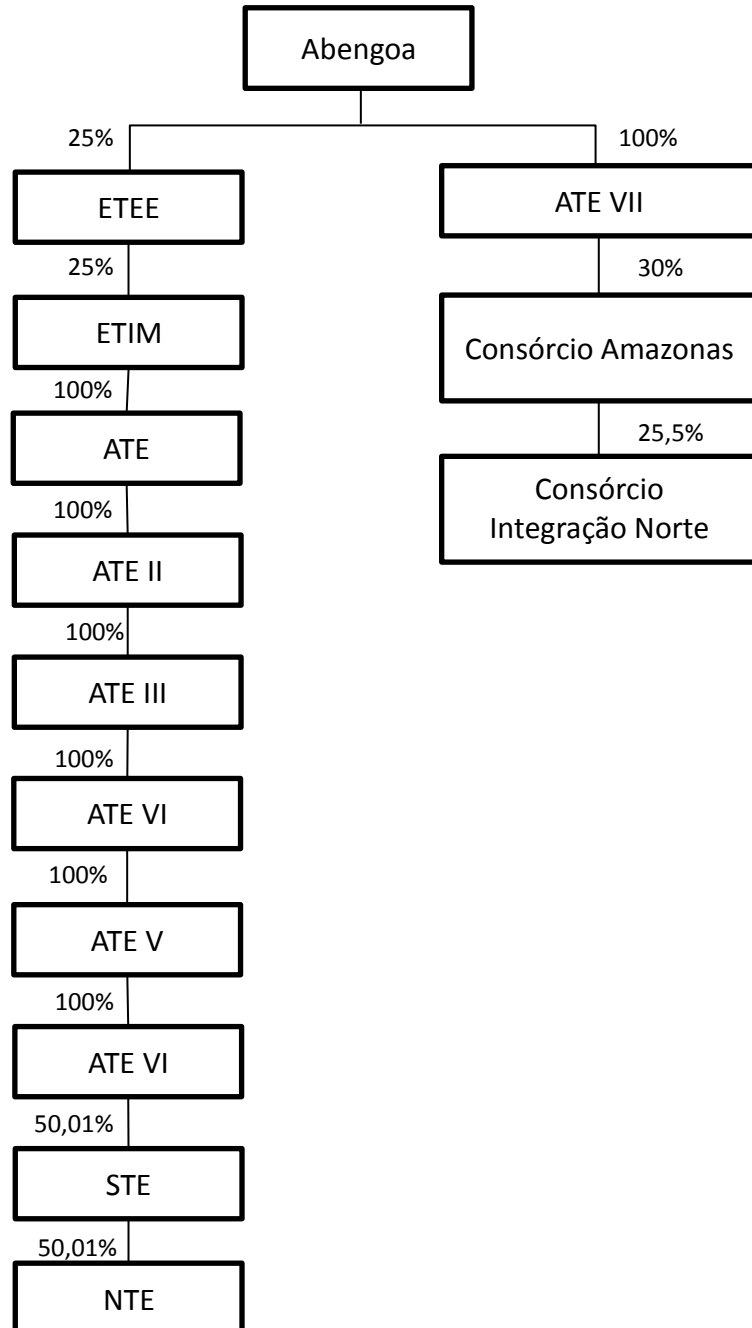 Abengoa
25%
100%
ETEE
ATE VII
25%
30%
ETIM
Consórcio Amazonas
100%
25,5%
ATE
Consórcio
Integração Norte
100%
ATE II
100%
ATE III
100%
ATE VI
100%
ATE V
100%
ATE VI
50,01%
STE
50,01%
NTE